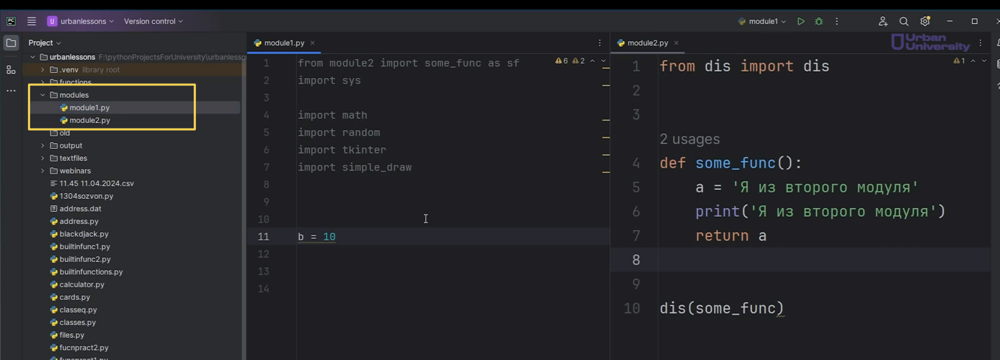 PC U urbanlessons Version control module1
Project
urbanlessons F:\pythonProjectsForUniversity\urbanlesso
.venv library root
functions
modules
module1.py
module2.py
old
output
textfiles
webinars
11.45 11.04.2024.csv
1304sozvon.py
address.dat
address.py
blackdjack.py
builtinfunc1.py
builtinfunc2.py
builtinfunctions.py
calculator.py
cards.py
classeq.py
classes.py
files.py
fucnpract2.py
module1.py
6 2
1 from module2 import some_func as sf
2 import sys
3
4 import math
5 import random
6 import tkinter
7 import simple_draw
8
9
10
11 b = 10
12
13
14
module2.py
Urban
University
1
1 from dis import dis
2
3
2 usages
4 def some_func():
5 a = 'Я из второго модуля'
6 print('Я из второго модуля')
7 return a
8
9
10 dis(some_func)